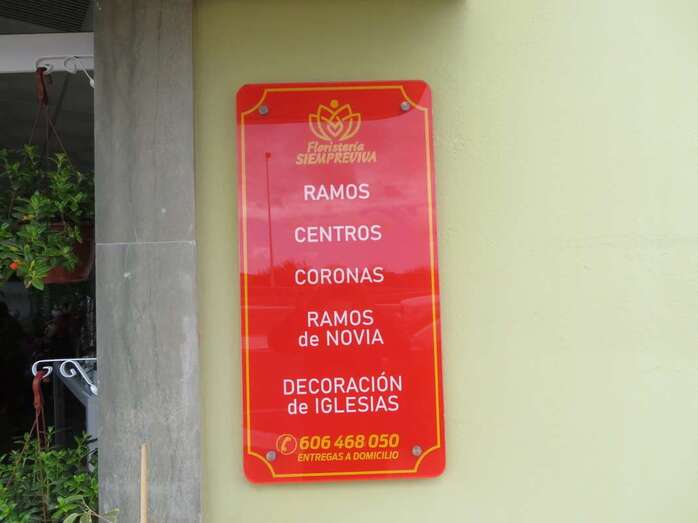 Floristería
SIEMPREVIVA
RAMOS
CENTROS
CORONAS
RAMOS
de NOVIA
DECORACIÓN
de IGLESIAS
606 468 050
ENTREGAS A DOMICILIO